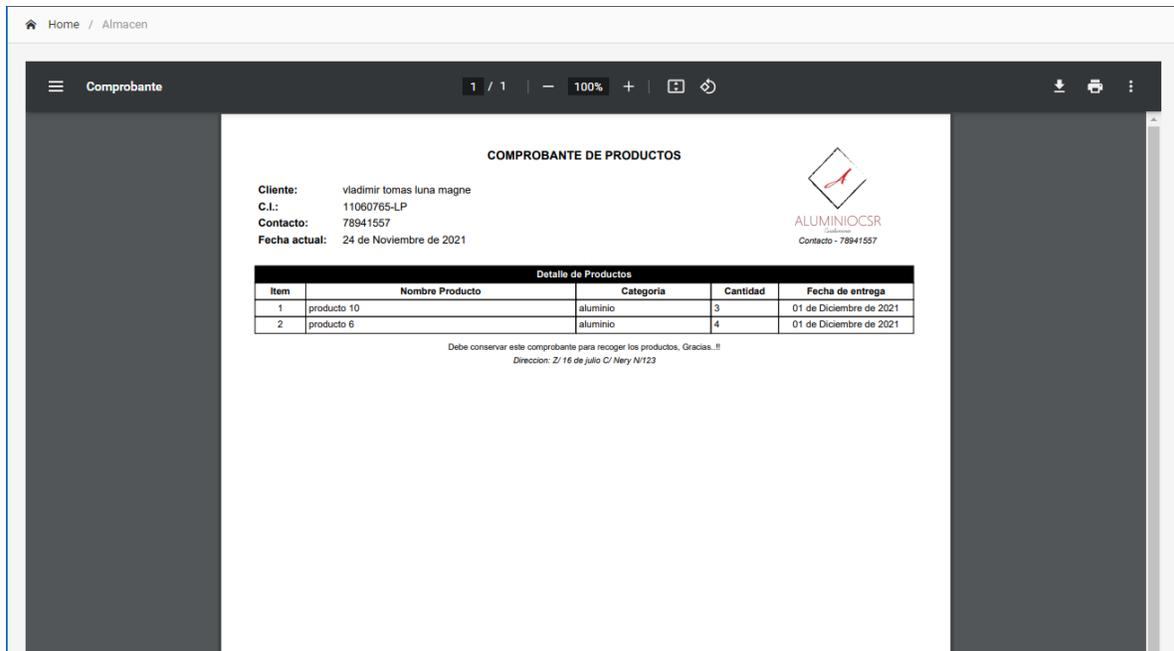 Home / Almacen
Comprobante
1 / 1
100%
COMPROBANTE DE PRODUCTOS
Cliente: vladimir tomas luna magne
C.I.: 11060765-LP
Contacto: 78941557
Fecha actual: 24 de Noviembre de 2021
ALUMINIOCSR
Contacto - 78941557
Detalle de Productos
Item Nombre Producto Categoria Cantidad Fecha de entrega
1 producto 10 aluminio 3 01 de Diciembre de 2021
2 producto 6 aluminio 4 01 de Diciembre de 2021
Debe conservar este comprobante para recoger los productos, Gracias..!!
Direccion: Z/ 16 de julio C/ Nery N/123